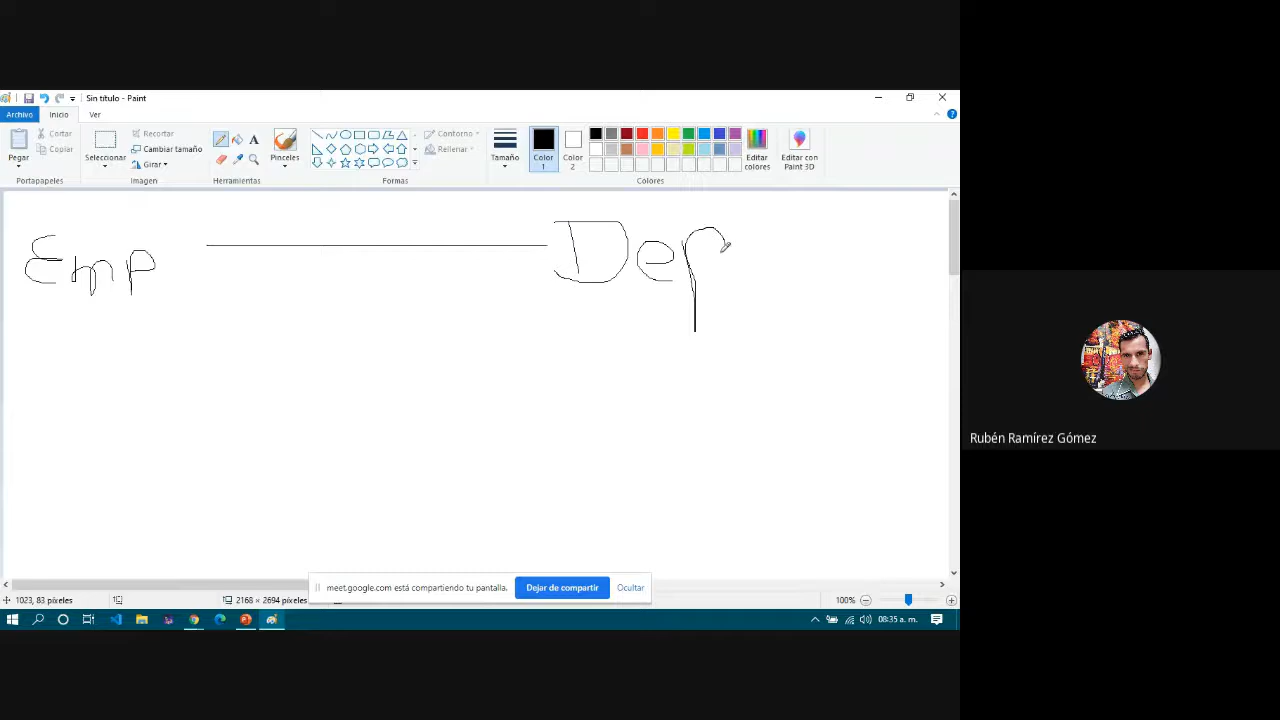 Sin título - Paint
Archivo Inicio Ver
Pegar
Cortar
Copiar
Portapapeles
Seleccionar
Recortar
Cambiar tamaño
Girar
Imagen
A
Herramientas
Pinceles
Contorno
Rellenar
Formas
Tamaño
Color 1
Color 2
Editar colores
Editar con Paint 3D
Colores
Emp Dep
Rubén Ramírez Gómez
meet.google.com está compartiendo tu pantalla. Dejar de compartir Ocultar
1023, 83 píxeles 2168 × 2694 píxeles 100%
08:35 a. m.